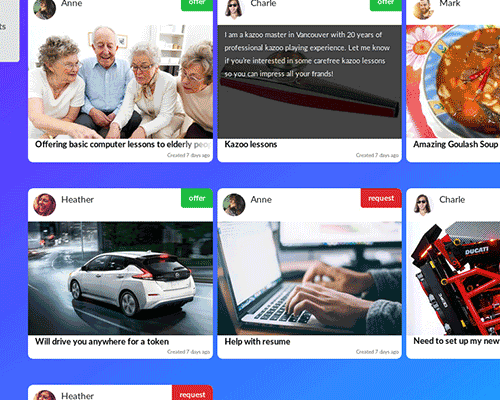 ts
Anne
offer
Charle
offer
Mark
I am a kazoo master in Vancouver with 20 years of
professional kazoo playing experience. Let me know
if you're interested in some carefree kazoo lessons
so you can impress all your frands!
Offering basic computer lessons to elderly peop
Created 7 days ago
Kazoo lessons
Created 7 days ago
Amazing Goulash Soup
Heather
offer
Anne
request
Charle
DUCATI
Will drive you anywhere for a token
Created 7 days ago
Help with resume
Created 7 days ago
Need to set up my new
Heather
request